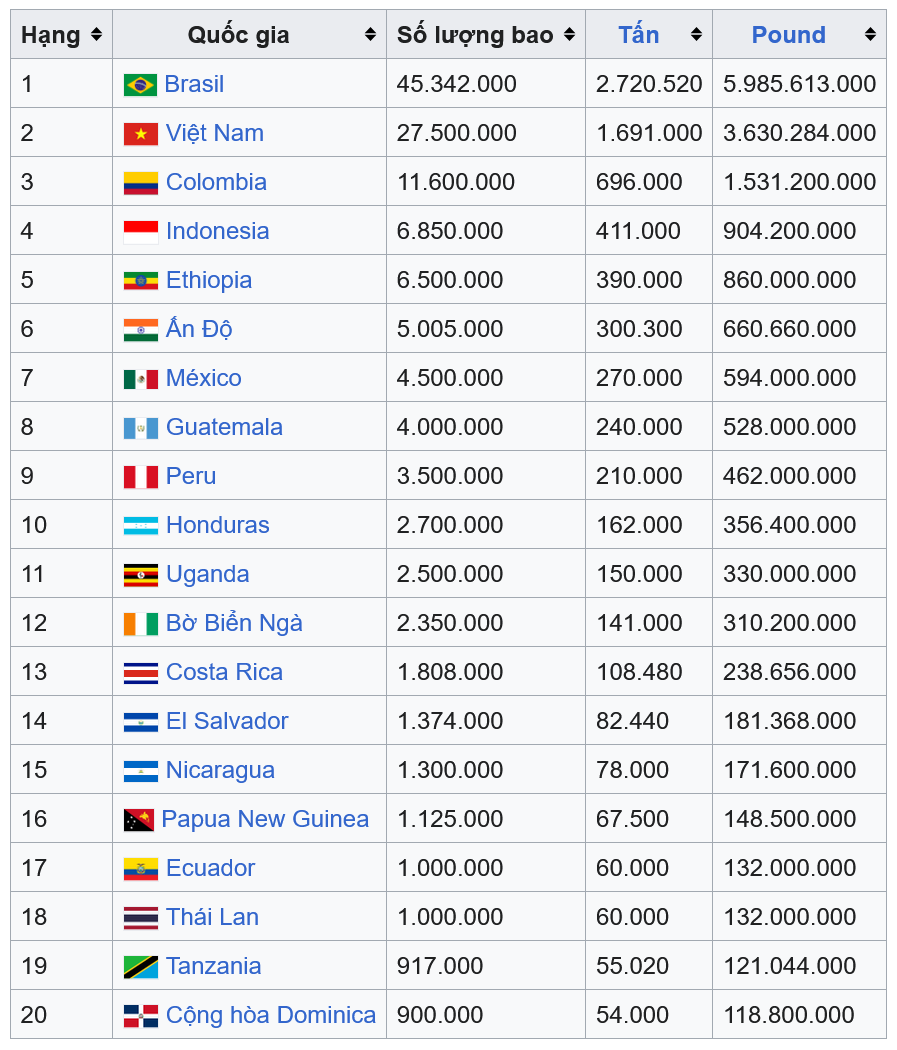 Hạng Quốc gia Số lượng bao Tấn Pound
1 Brasil 45.342.000 2.720.520 5.985.613.000
2 Việt Nam 27.500.000 1.691.000 3.630.284.000
3 Colombia 11.600.000 696.000 1.531.200.000
4 Indonesia 6.850.000 411.000 904.200.000
5 Ethiopia 6.500.000 390.000 860.000.000
6 Ấn Độ 5.005.000 300.300 660.660.000
7 México 4.500.000 270.000 594.000.000
8 Guatemala 4.000.000 240.000 528.000.000
9 Peru 3.500.000 210.000 462.000.000
10 Honduras 2.700.000 162.000 356.400.000
11 Uganda 2.500.000 150.000 330.000.000
12 Bờ Biển Ngà 2.350.000 141.000 310.200.000
13 Costa Rica 1.808.000 108.480 238.656.000
14 El Salvador 1.374.000 82.440 181.368.000
15 Nicaragua 1.300.000 78.000 171.600.000
16 Papua New Guinea 1.125.000 67.500 148.500.000
17 Ecuador 1.000.000 60.000 132.000.000
18 Thái Lan 1.000.000 60.000 132.000.000
19 Tanzania 917.000 55.020 121.044.000
20 Cộng hòa Dominica 900.000 54.000 118.800.000